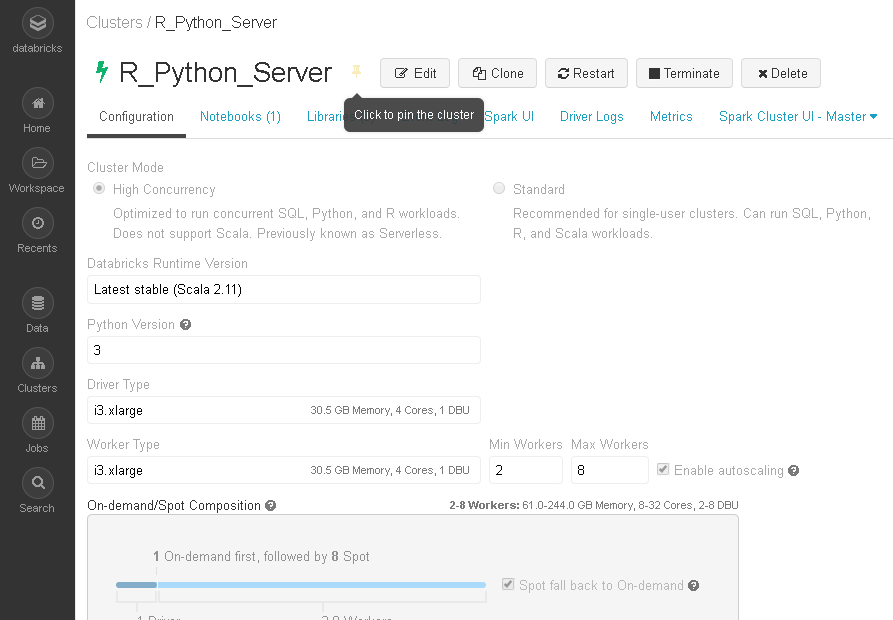 databricks
Home
Workspace
Recents
Data
Clusters
Jobs
Search
Clusters / R_Python_Server
R_Python_Server
Edit
Clone
Restart
Terminate
Delete
Click to pin the cluster
Configuration Notebooks (1) Librari Spark UI Driver Logs Metrics Spark Cluster UI - Master
Cluster Mode
High Concurrency
Optimized to run concurrent SQL, Python, and R workloads.
Does not support Scala. Previously known as Serverless.
Standard
Recommended for single-user clusters. Can run SQL, Python,
R, and Scala workloads.
Databricks Runtime Version
Latest stable (Scala 2.11)
Python Version
3
Driver Type
i3.xlarge 30.5 GB Memory, 4 Cores, 1 DBU
Worker Type Min Workers Max Workers
i3.xlarge 30.5 GB Memory, 4 Cores, 1 DBU 2 8 Enable autoscaling
On-demand/Spot Composition 2-8 Workers: 61.0-244.0 GB Memory, 8-32 Cores, 2-8 DBU
1 On-demand first, followed by 8 Spot
Spot fall back to On-demand
1 Driver 2-8 Workers